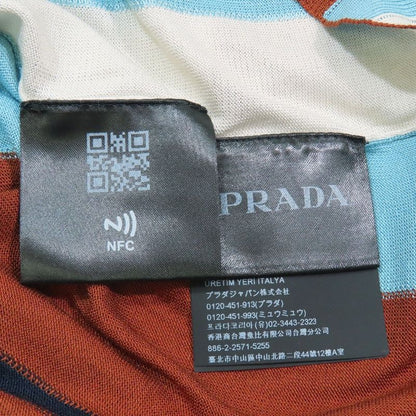 NFC
PRADA
URETIM YERI ITALYA
プラダジャパン株式会社
0120-451-913(プラダ)
0120-451-993(ミュウミュウ)
프라다코리아(유)02-3443-2323
香港商台灣普比有限公司台灣分公司
886-2-2571-5255
臺北市中山區中山北路二段44號12樓A室